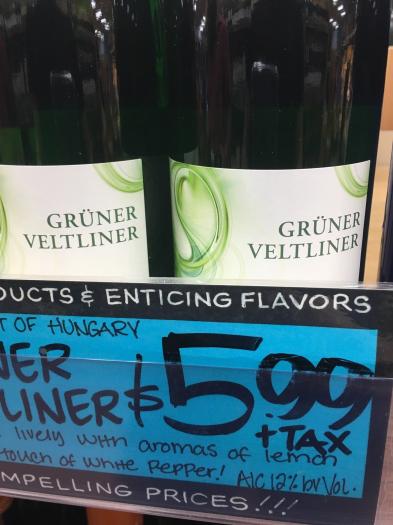 GRÜNER
VELTLINER
GRÜNER
VELTLINER
DUCTS & ENTICING FLAVORS
T OF HUNGARY
NER
LINER $5.99
+TAX
lively with aromas of lemon
touch of white pepper! Alc 12% by Vol.
MPELLING PRICES!!!